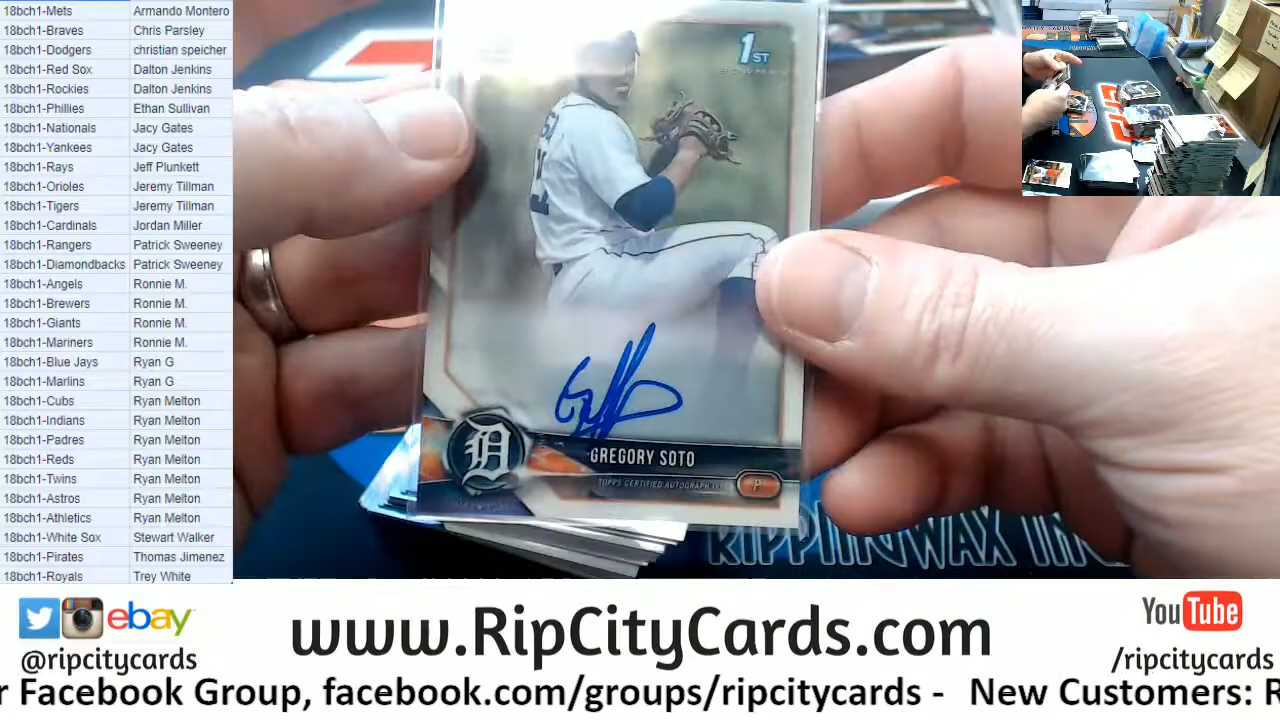 18bch1-Mets Armando Montero
18bch1-Braves Chris Parsley
18bch1-Dodgers christian speicher
18bch1-Red Sox Dalton Jenkins
18bch1-Rockies Dalton Jenkins
18bch1-Phillies Ethan Sullivan
18bch1-Nationals Jacy Gates
18bch1-Yankees Jacy Gates
18bch1-Rays Jeff Plunkett
18bch1-Orioles Jeremy Tillman
18bch1-Tigers Jeremy Tillman
18bch1-Cardinals Jordan Miller
18bch1-Rangers Patrick Sweeney
18bch1-Diamondbacks Patrick Sweeney
18bch1-Angels Ronnie M.
18bch1-Brewers Ronnie M.
18bch1-Giants Ronnie M.
18bch1-Mariners Ronnie M.
18bch1-Blue Jays Ryan G
18bch1-Marlins Ryan G
18bch1-Cubs Ryan Melton
18bch1-Indians Ryan Melton
18bch1-Padres Ryan Melton
18bch1-Reds Ryan Melton
18bch1-Twins Ryan Melton
18bch1-Astros Ryan Melton
18bch1-Athletics Ryan Melton
18bch1-White Sox Stewart Walker
18bch1-Pirates Thomas Jimenez
18bch1-Royals Trey White
1ST
BOWMAN
D
GREGORY SOTO
TOPPS CERTIFIED AUTOGRAPH
P
RIPPINWAX
ebay
@ripcitycards
www.RipCityCards.com
YouTube
/ripcitycards
r Facebook Group, facebook.com/groups/ripcitycards - New Customers: R